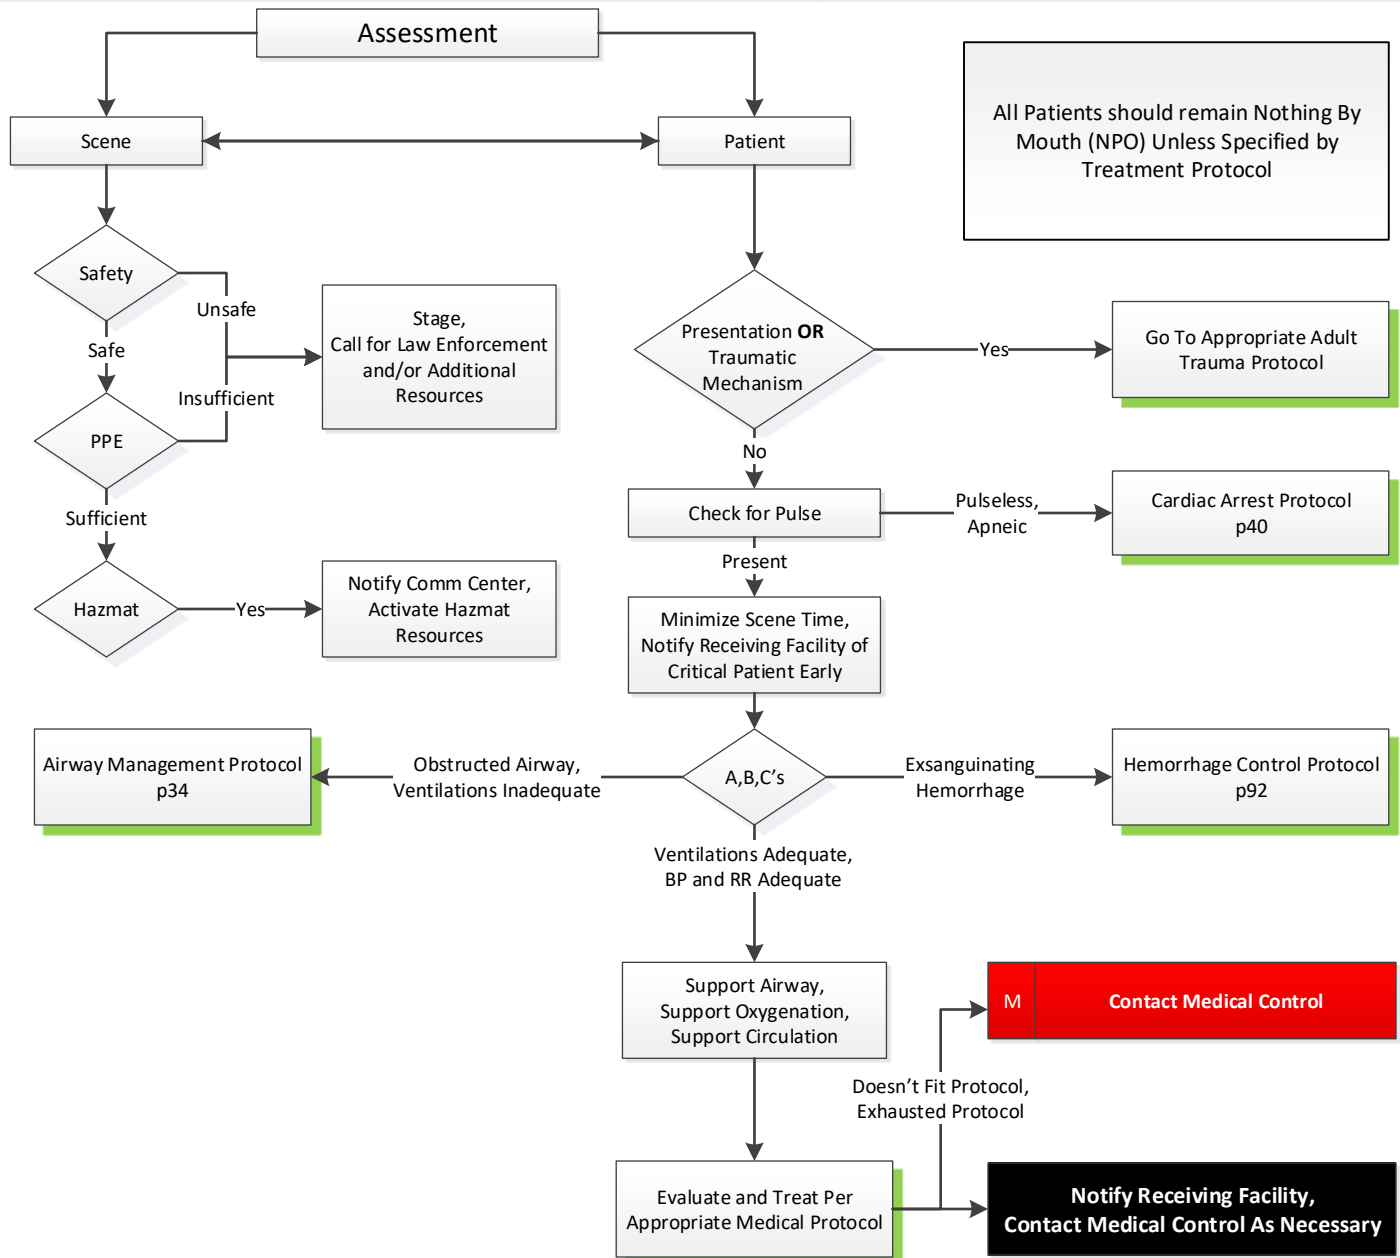 Assessment
All Patients should remain Nothing By
Mouth (NPO) Unless Specified by
Treatment Protocol
Scene
Patient
Safety
Unsafe
Safe
Stage,
Call for Law Enforcement
and/or Additional
Resources
Insufficient
PPE
Sufficient
Hazmat
Yes
Notify Comm Center,
Activate Hazmat
Resources
Presentation OR
Traumatic
Mechanism
Yes
Go To Appropriate Adult
Trauma Protocol
No
Check for Pulse
Pulseless,
Apneic
Cardiac Arrest Protocol
p40
Present
Minimize Scene Time,
Notify Receiving Facility of
Critical Patient Early
A,B,C’s
Obstructed Airway,
Ventilations Inadequate
Airway Management Protocol
p34
Exsanguinating
Hemorrhage
Hemorrhage Control Protocol
p92
Ventilations Adequate,
BP and RR Adequate
Support Airway,
Support Oxygenation,
Support Circulation
M
Contact Medical Control
Doesn’t Fit Protocol,
Exhausted Protocol
Evaluate and Treat Per
Appropriate Medical Protocol
Notify Receiving Facility,
Contact Medical Control As Necessary